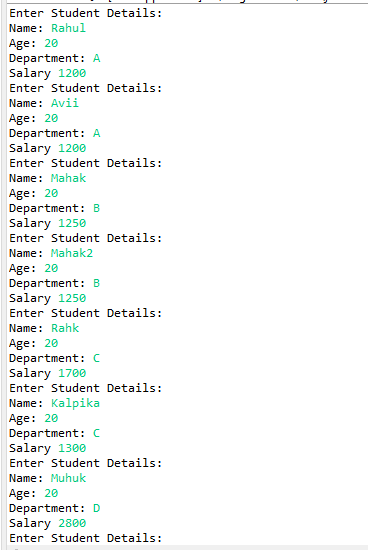 Enter Student Details:
Name: Rahul
Age: 20
Department: A
Salary 1200
Enter Student Details:
Name: Avii
Age: 20
Department: A
Salary 1200
Enter Student Details:
Name: Mahak
Age: 20
Department: B
Salary 1250
Enter Student Details:
Name: Mahak2
Age: 20
Department: B
Salary 1250
Enter Student Details:
Name: Rahk
Age: 20
Department: C
Salary 1700
Enter Student Details:
Name: Kalpika
Age: 20
Department: C
Salary 1300
Enter Student Details:
Name: Muhuk
Age: 20
Department: D
Salary 2800
Enter Student Details: